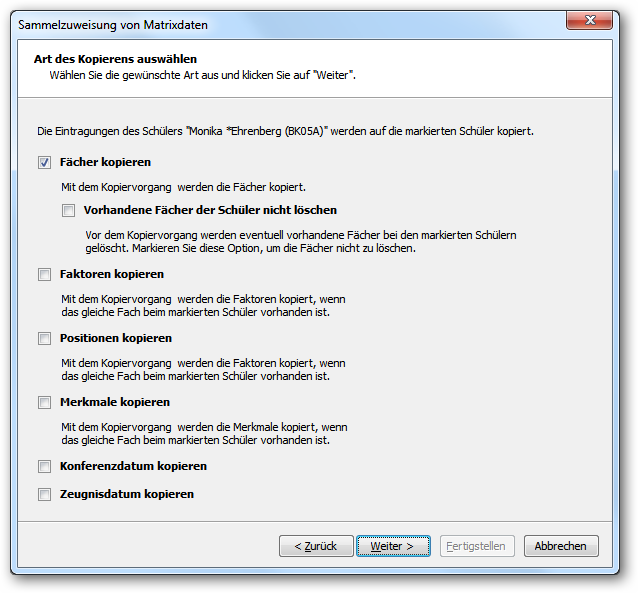 Sammelzuweisung von Matrixdaten
Art des Kopierens auswählen
Wählen Sie die gewünschte Art aus und klicken Sie auf "Weiter".
Die Eintragungen des Schülers "Monika *Ehrenberg (BK05A)" werden auf die markierten Schüler kopiert.
Fächer kopieren
Mit dem Kopiervorgang werden die Fächer kopiert.
Vorhandene Fächer der Schüler nicht löschen
Vor dem Kopiervorgang werden eventuell vorhandene Fächer bei den markierten Schülern
gelöscht. Markieren Sie diese Option, um die Fächer nicht zu löschen.
Faktoren kopieren
Mit dem Kopiervorgang werden die Faktoren kopiert, wenn
das gleiche Fach beim markierten Schüler vorhanden ist.
Positionen kopieren
Mit dem Kopiervorgang werden die Faktoren kopiert, wenn
das gleiche Fach beim markierten Schüler vorhanden ist.
Merkmale kopieren
Mit dem Kopiervorgang werden die Merkmale kopiert, wenn
das gleiche Fach beim markierten Schüler vorhanden ist.
Konferenzdatum kopieren
Zeugnisdatum kopieren
< Zurück Weiter > Fertigstellen Abbrechen